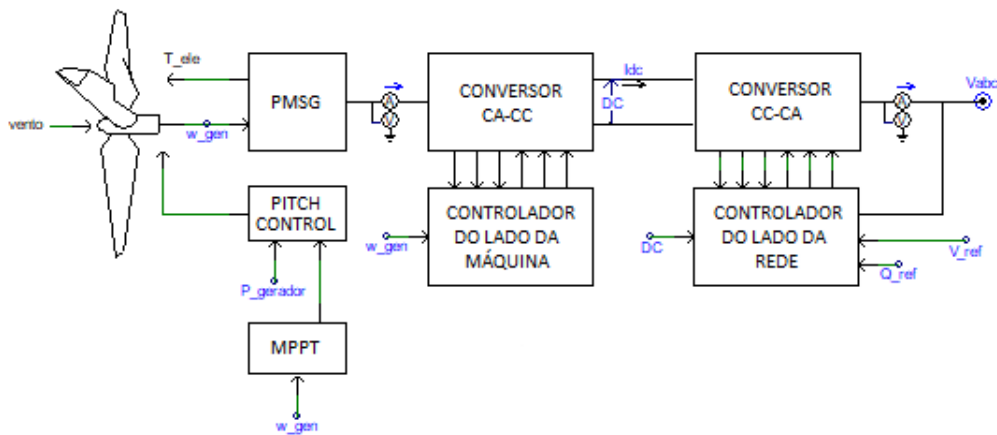 T_ele
vento
w_gen
PMSG
CONVERSOR
CA-CC
Idc
DC
CONVERSOR
CC-CA
A
V
A
V
Vabc
PITCH
CONTROL
P_gerador
MPPT
w_gen
w_gen
CONTROLADOR
DO LADO DA
MÁQUINA
DC
CONTROLADOR
DO LADO DA
REDE
V_ref
Q_ref